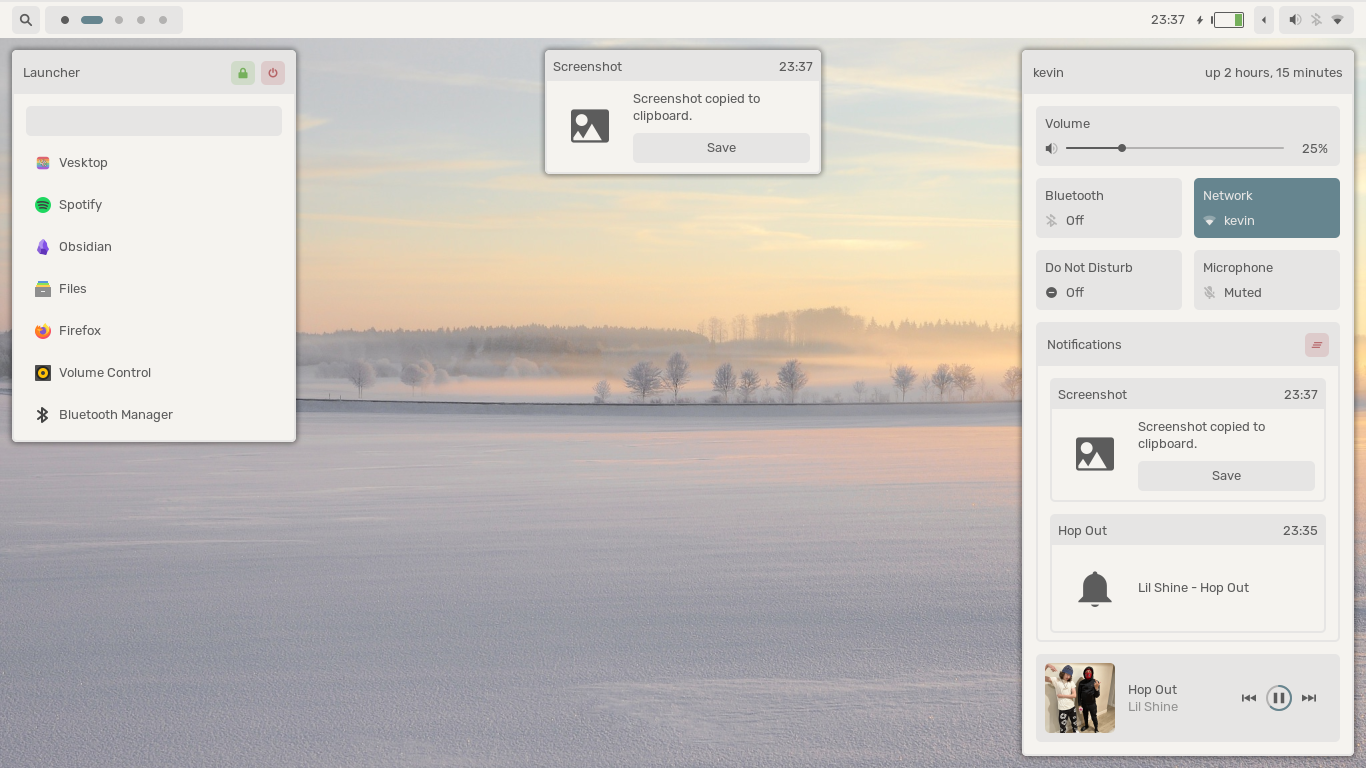 23:37
Launcher
Vesktop
Spotify
Obsidian
Files
Firefox
Volume Control
Bluetooth Manager
Screenshot 23:37
Screenshot copied to
clipboard.
Save
kevin up 2 hours, 15 minutes
Volume
25%
Bluetooth
Off
Network
kevin
Do Not Disturb
Off
Microphone
Muted
Notifications
Screenshot 23:37
Screenshot copied to
clipboard.
Save
Hop Out 23:35
Lil Shine - Hop Out
Hop Out
Lil Shine